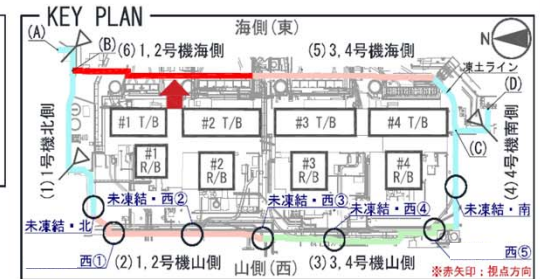 KEY PLAN
海側(東)
N
(A)
(B)
(6)1,2号機海側
(5)3,4号機海側
凍土ライン
(D)
#1 T/B
#2 T/B
#3 T/B
#4 T/B
(C)
(1)1号機北側
#1
R/B
#2
R/B
#3
R/B
#4
R/B
(4)4号機南側
未凍結・北
未凍結・西②
未凍結・西③
未凍結・西④
未凍結・南
西①
(2)1,2号機山側
(3)3,4号機山側
西⑤
山側(西)
※赤矢印：視点方向